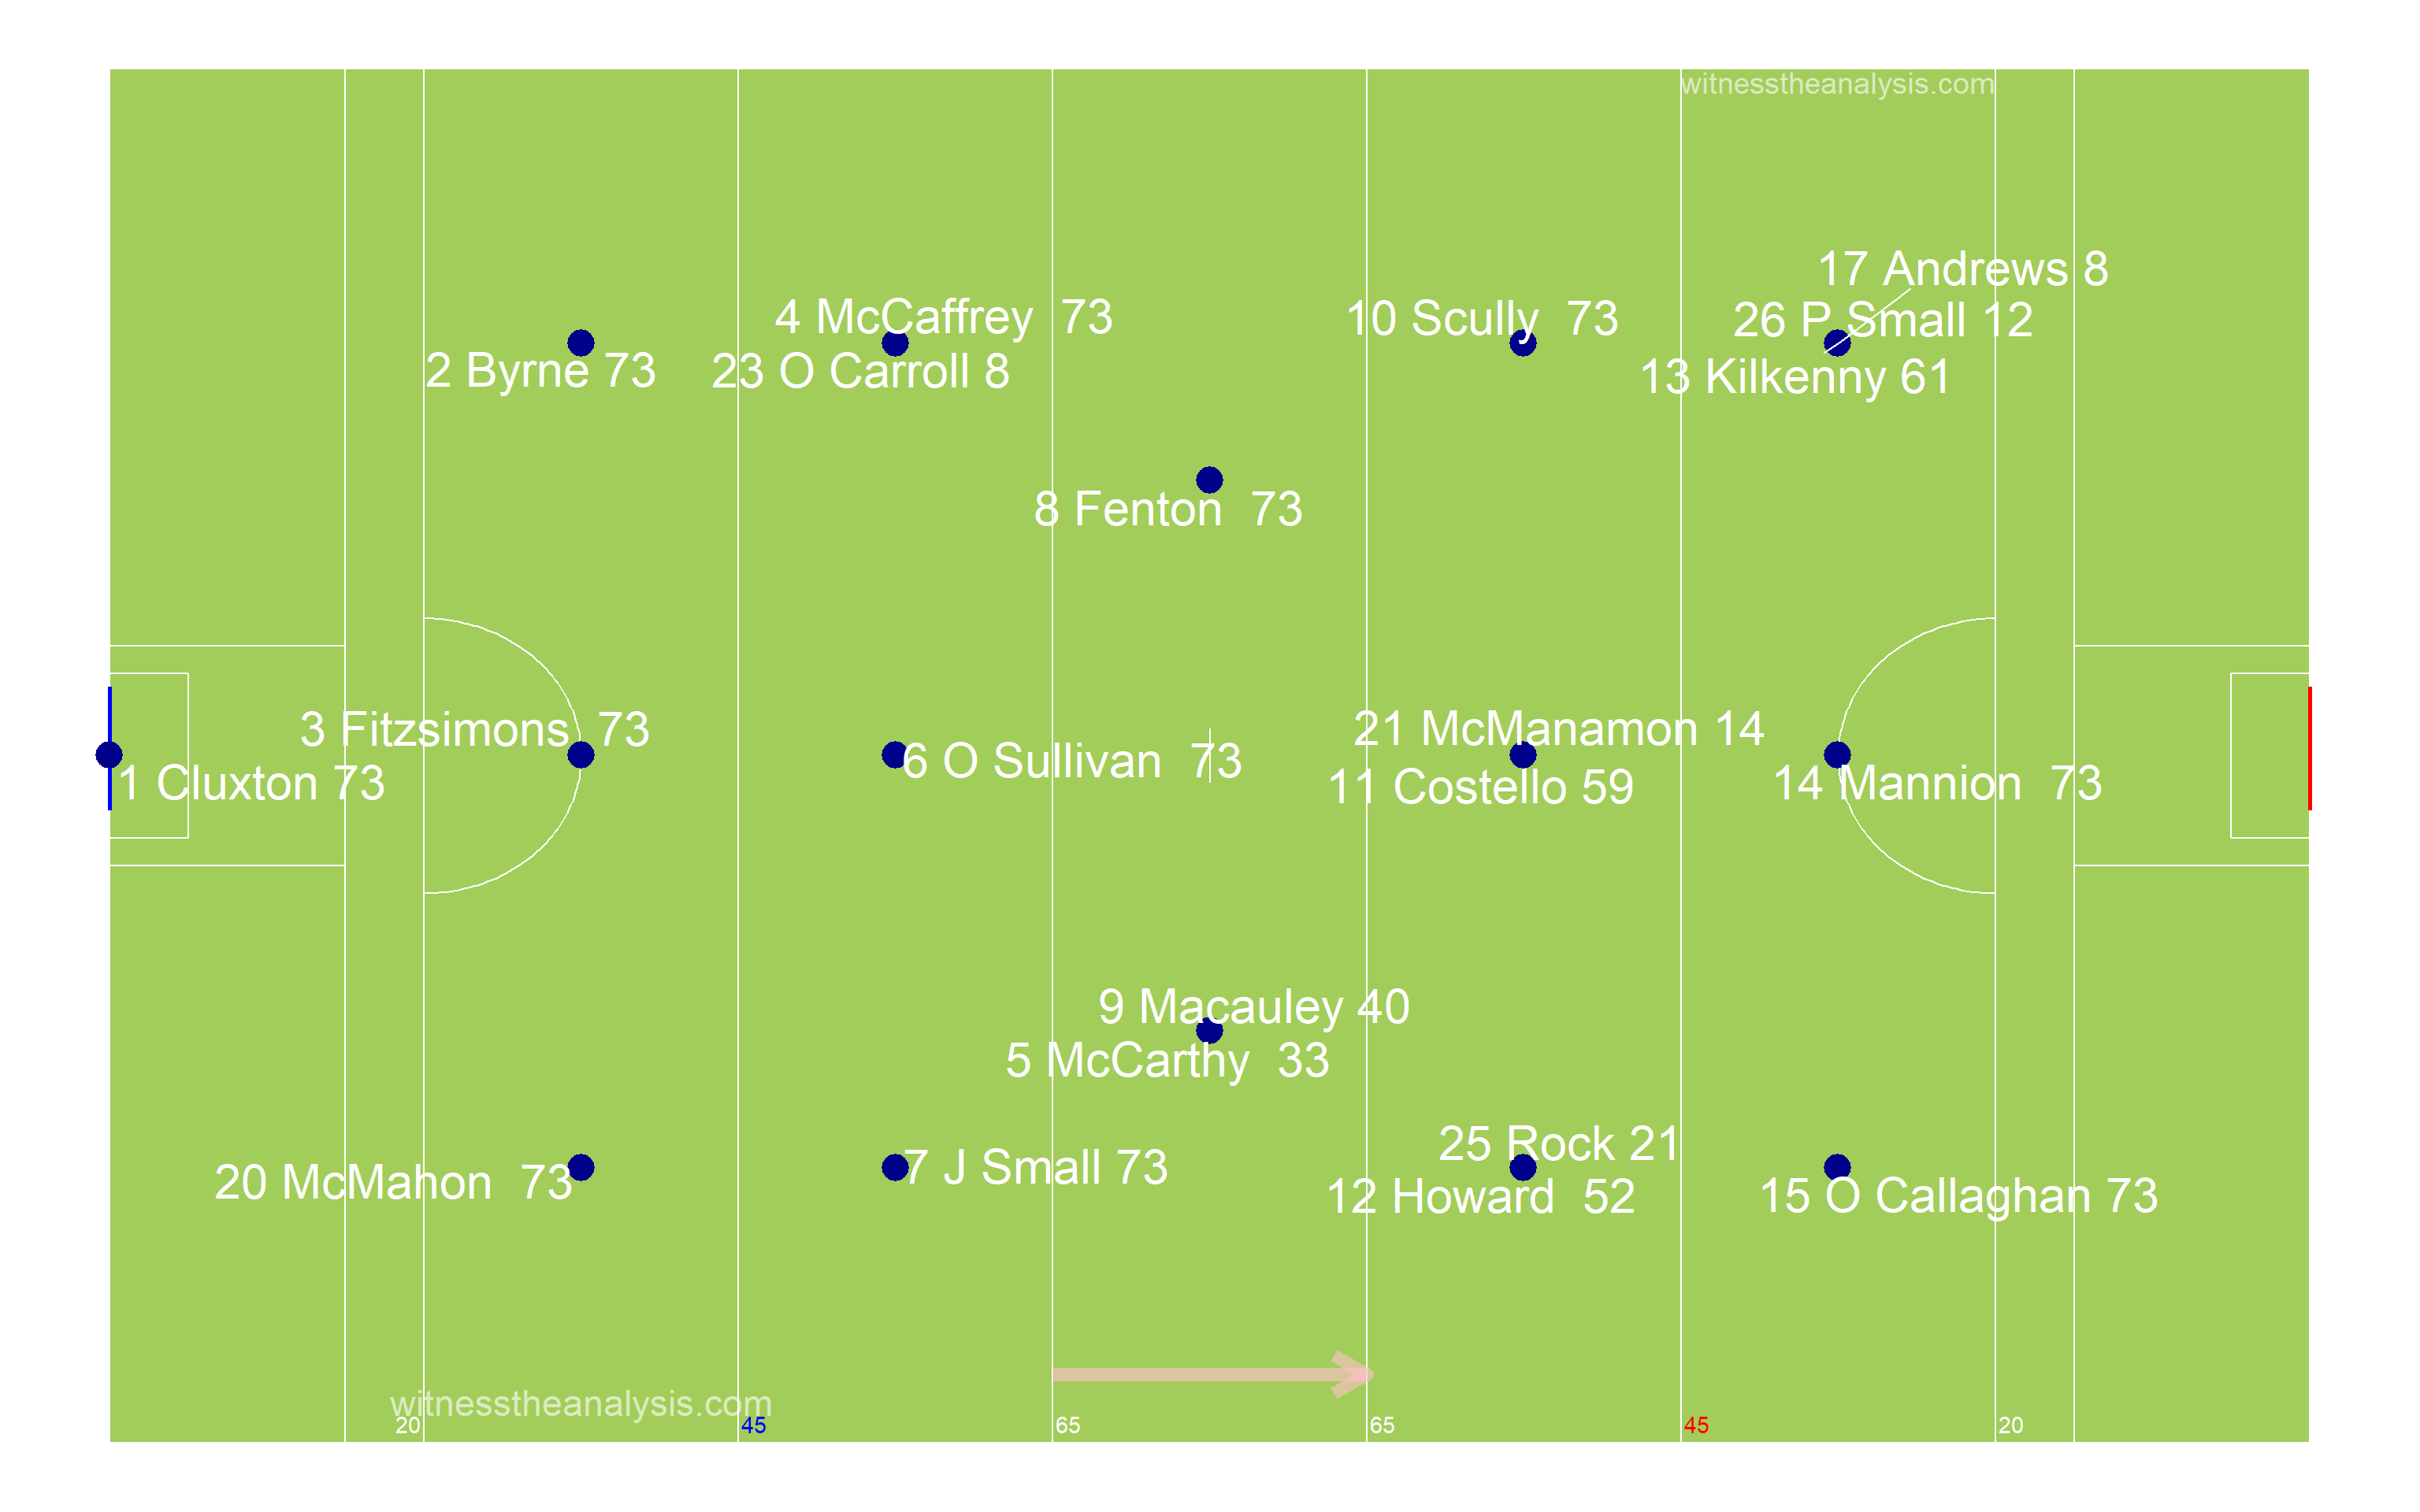 witnesstheanalysis.com
17 Andrews 8
4 McCaffrey 73
10 Scully 73
26 P Small 12
2 Byrne 73
23 O Carroll 8
13 Kilkenny 61
8 Fenton 73
3 Fitzsimons 73
21 McManamon 14
6 O Sullivan 73
1 Cluxton 73
11 Costello 59
14 Mannion 73
9 Macauley 40
5 McCarthy 33
25 Rock 21
20 McMahon 73
7 J Small 73
12 Howard 52
15 O Callaghan 73
witnesstheanalysis.com
20 45 65 65 45 20